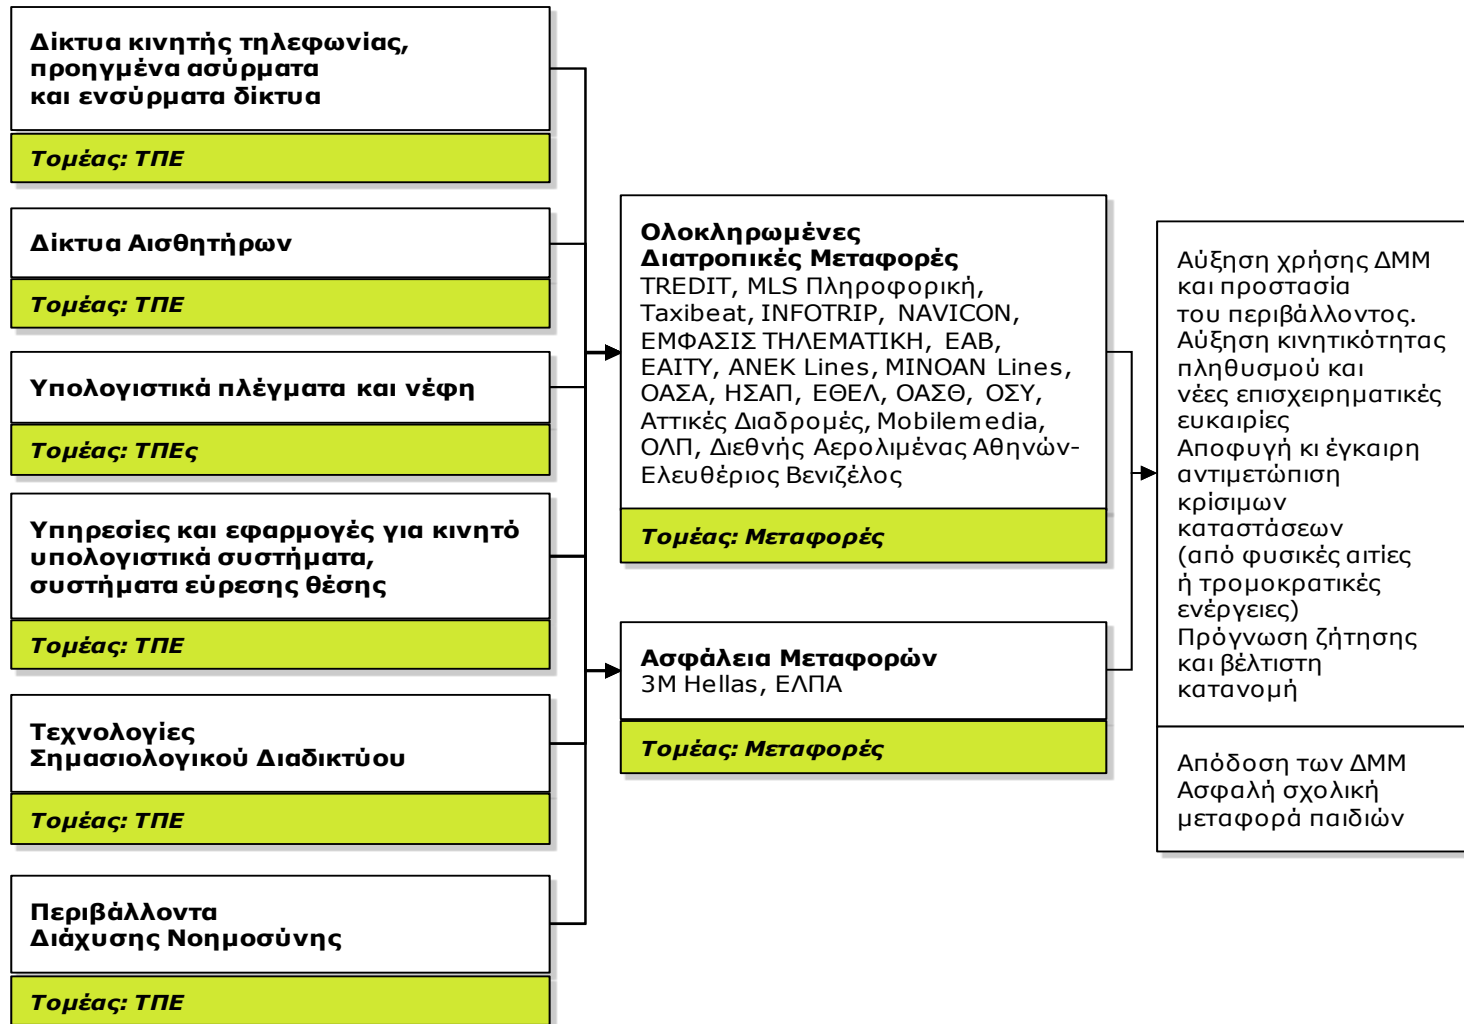 Δίκτυα κινητής τηλεφωνίας,
προηγμένα ασύρματα
και ενσύρματα δίκτυα
Τομέας: ΤΠΕ
Δίκτυα Αισθητήρων
Τομέας: ΤΠΕ
Υπολογιστικά πλέγματα και νέφη
Τομέας: ΤΠΕς
Υπηρεσίες και εφαρμογές για κινητό
υπολογιστικά συστήματα,
συστήματα εύρεσης θέσης
Τομέας: ΤΠΕ
Τεχνολογίες
Σημασιολογικού Διαδικτύου
Τομέας: ΤΠΕ
Περιβάλλοντα
Διάχυσης Νοημοσύνης
Τομέας: ΤΠΕ
Ολοκληρωμένες
Διατροπικές Μεταφορές
TREDIT, MLS Πληροφορική,
Taxibeat, INFOTRIP, NAVICON,
ΕΜΦΑΣΙΣ ΤΗΛΕΜΑΤΙΚΗ, ΕΑΒ,
ΕΑΙΤΥ, ANEK Lines, MINOAN Lines,
ΟΑΣΑ, ΗΣΑΠ, ΕΘΕΛ, ΟΑΣΘ, ΟΣΥ,
Αττικές Διαδρομές, Mobilemedia,
ΟΛΠ, Διεθνής Αερολιμένας Αθηνών-
Ελευθέριος Βενιζέλος
Τομέας: Μεταφορές
Ασφάλεια Μεταφορών
3M Hellas, ΕΛΠΑ
Τομέας: Μεταφορές
Αύξηση χρήσης ΔΜΜ
και προστασία
του περιβάλλοντος.
Αύξηση κινητικότητας
πληθυσμού και
νέες επιχειρηματικές
ευκαιρίες
Αποφυγή κι έγκαιρη
αντιμετώπιση
κρίσιμων
καταστάσεων
(από φυσικές αιτίες
ή τρομοκρατικές
ενέργειες)
Πρόγνωση ζήτησης
και βέλτιστη
κατανομή
Απόδοση των ΔΜΜ
Ασφαλή σχολική
μεταφορά παιδιών